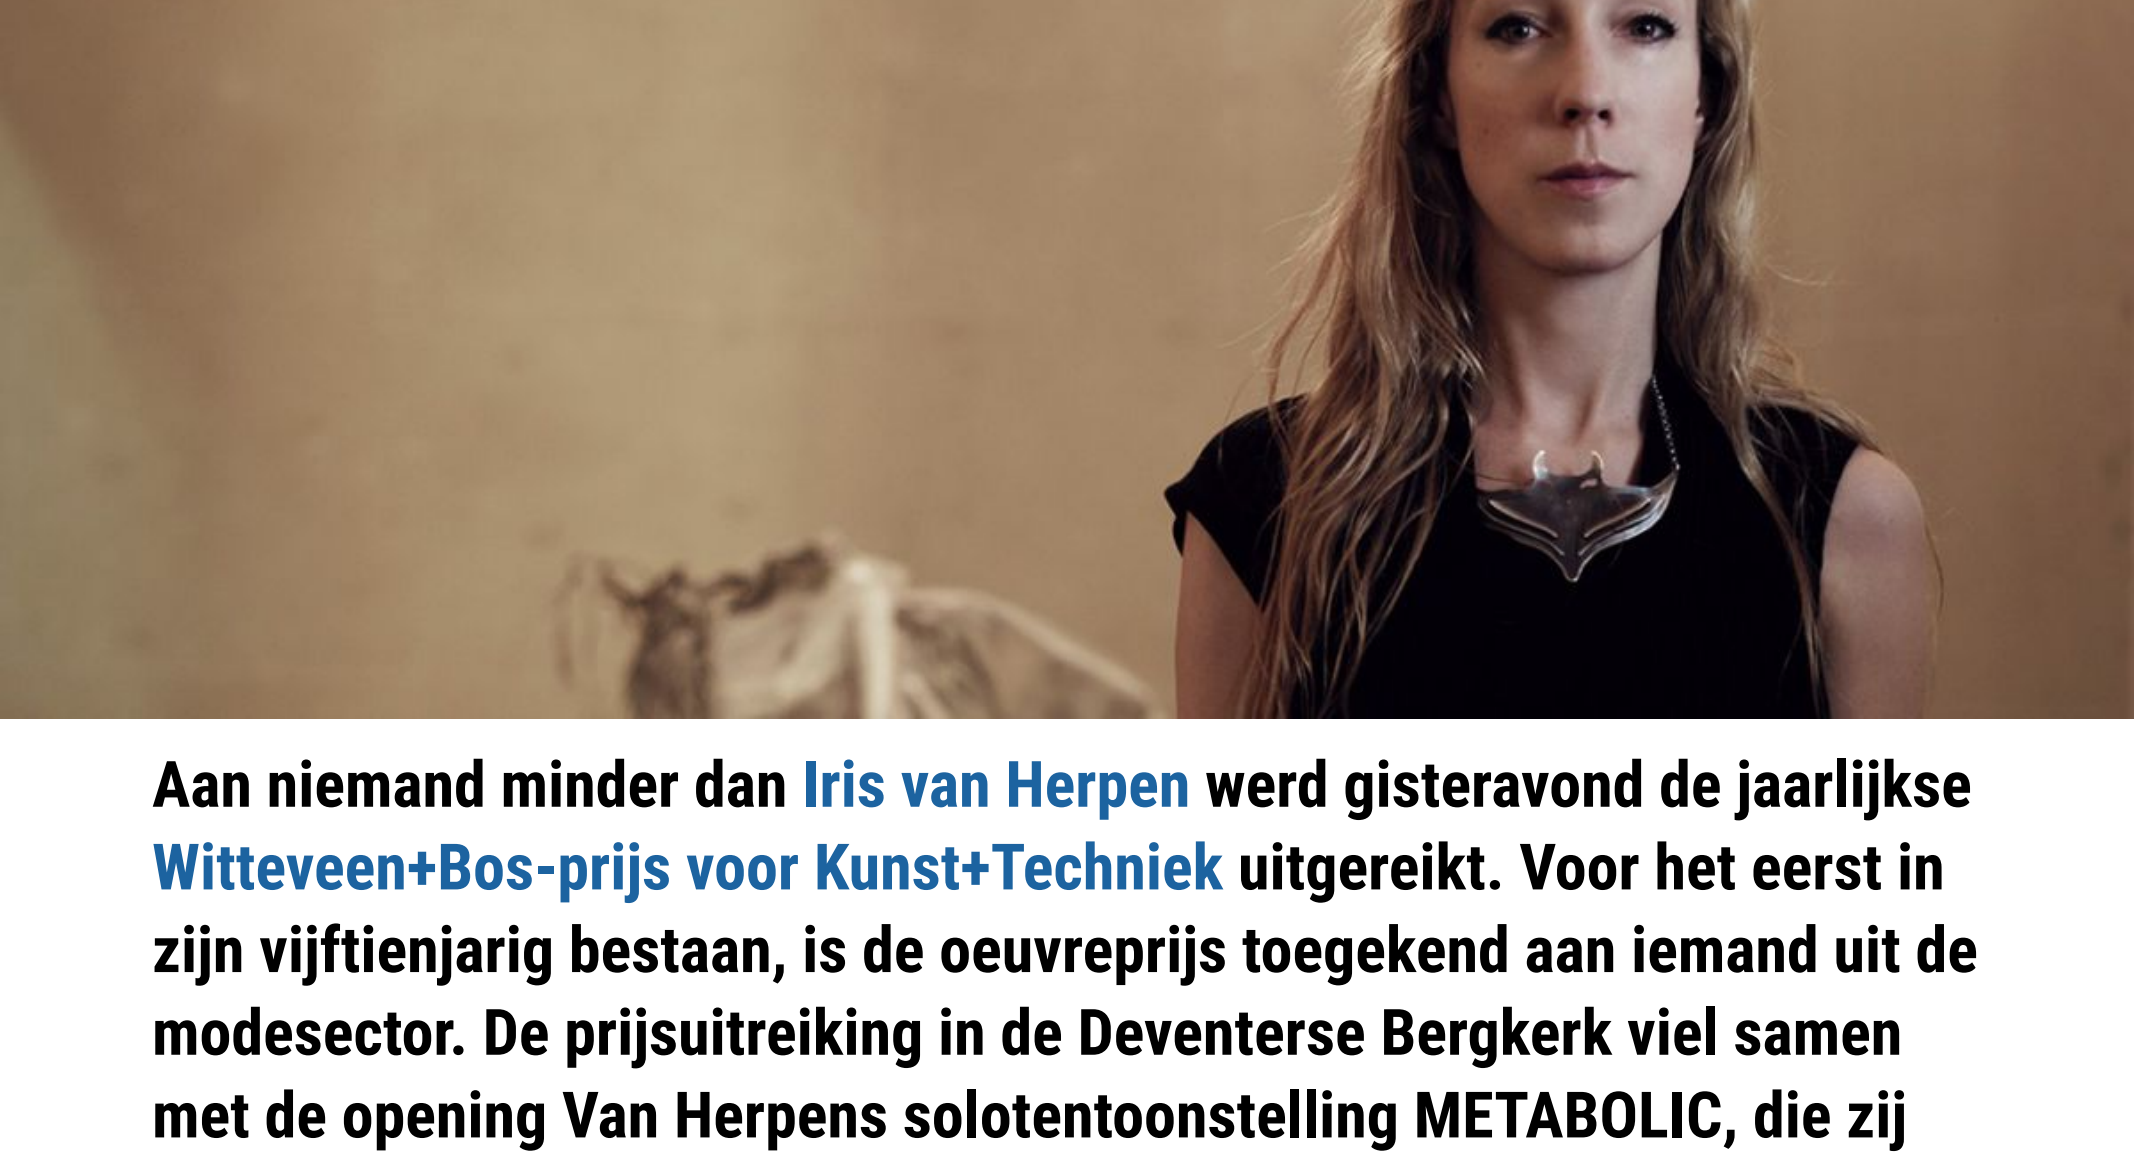 Aan niemand minder dan Iris van Herpen werd gisteravond de jaarlijkse
Witteveen+Bos-prijs voor Kunst+Techniek uitgereikt. Voor het eerst in
zijn vijftienjarig bestaan, is de oeuvreprijs toegekend aan iemand uit de
modesector. De prijsuitreiking in de Deventerse Bergkerk viel samen
met de opening Van Herpens solotentoonstelling METABOLIC, die zij